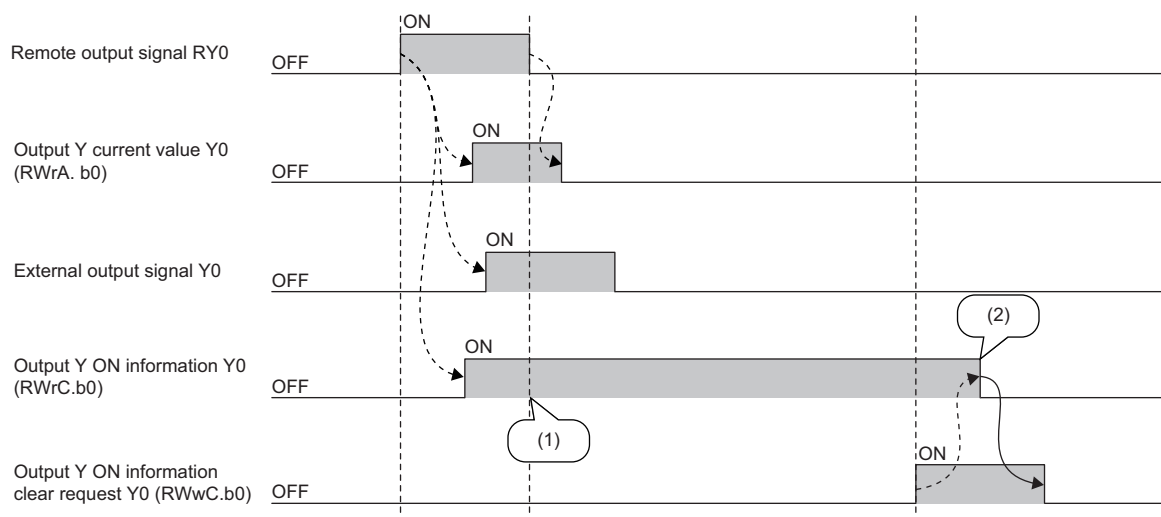 ON
Remote output signal RY0
OFF
ON
Output Y current value Y0
(RWrA. b0)
OFF
ON
External output signal Y0
OFF
(2)
ON
Output Y ON information Y0
(RWrC.b0)
OFF
(1)
ON
Output Y ON information
clear request Y0 (RWwC.b0)
OFF